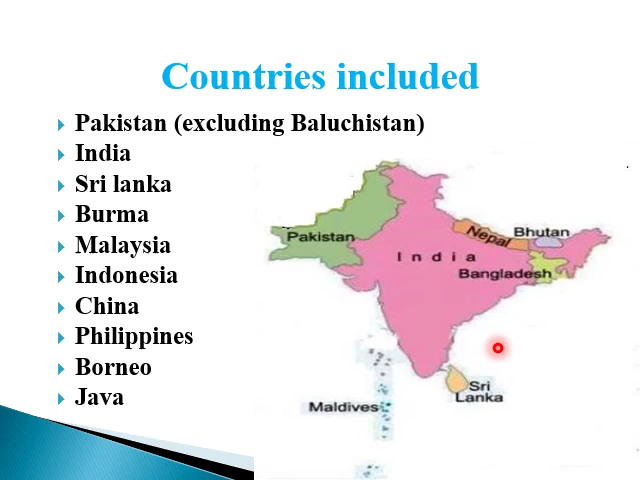 Countries included
Pakistan (excluding Baluchistan)
India
Sri lanka
Burma
Malaysia
Indonesia
China
Philippines
Borneo
Java
Pakistan
India
Nepal
Bhutan
Bangladesh
Sri
Lanka
Maldives